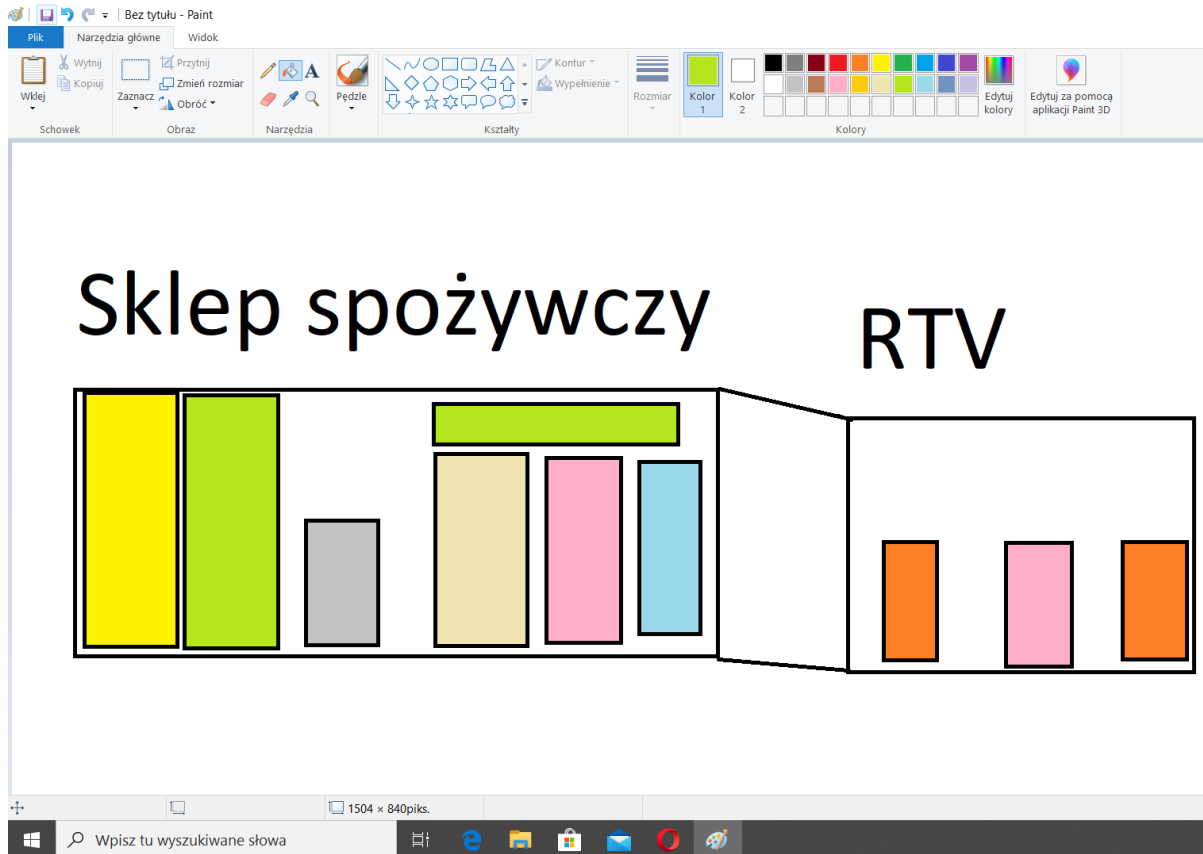 Bez tytułu - Paint
Plik Narzędzia główne Widok
Wklej
Wytnij
Kopiuj
Schowek
Zaznacz
Przytnij
Zmień rozmiar
Obróć
Obraz
Narzędzia
Pędzle
Kontur
Wypełnienie
Kształty
Rozmiar
Kolor
1
Kolor
2
Kolory
Edytuj
kolory
Edytuj za pomocą
aplikacji Paint 3D
Sklep spożywczy
RTV
1504 × 840piks.
Wpisz tu wyszukiwane słowa